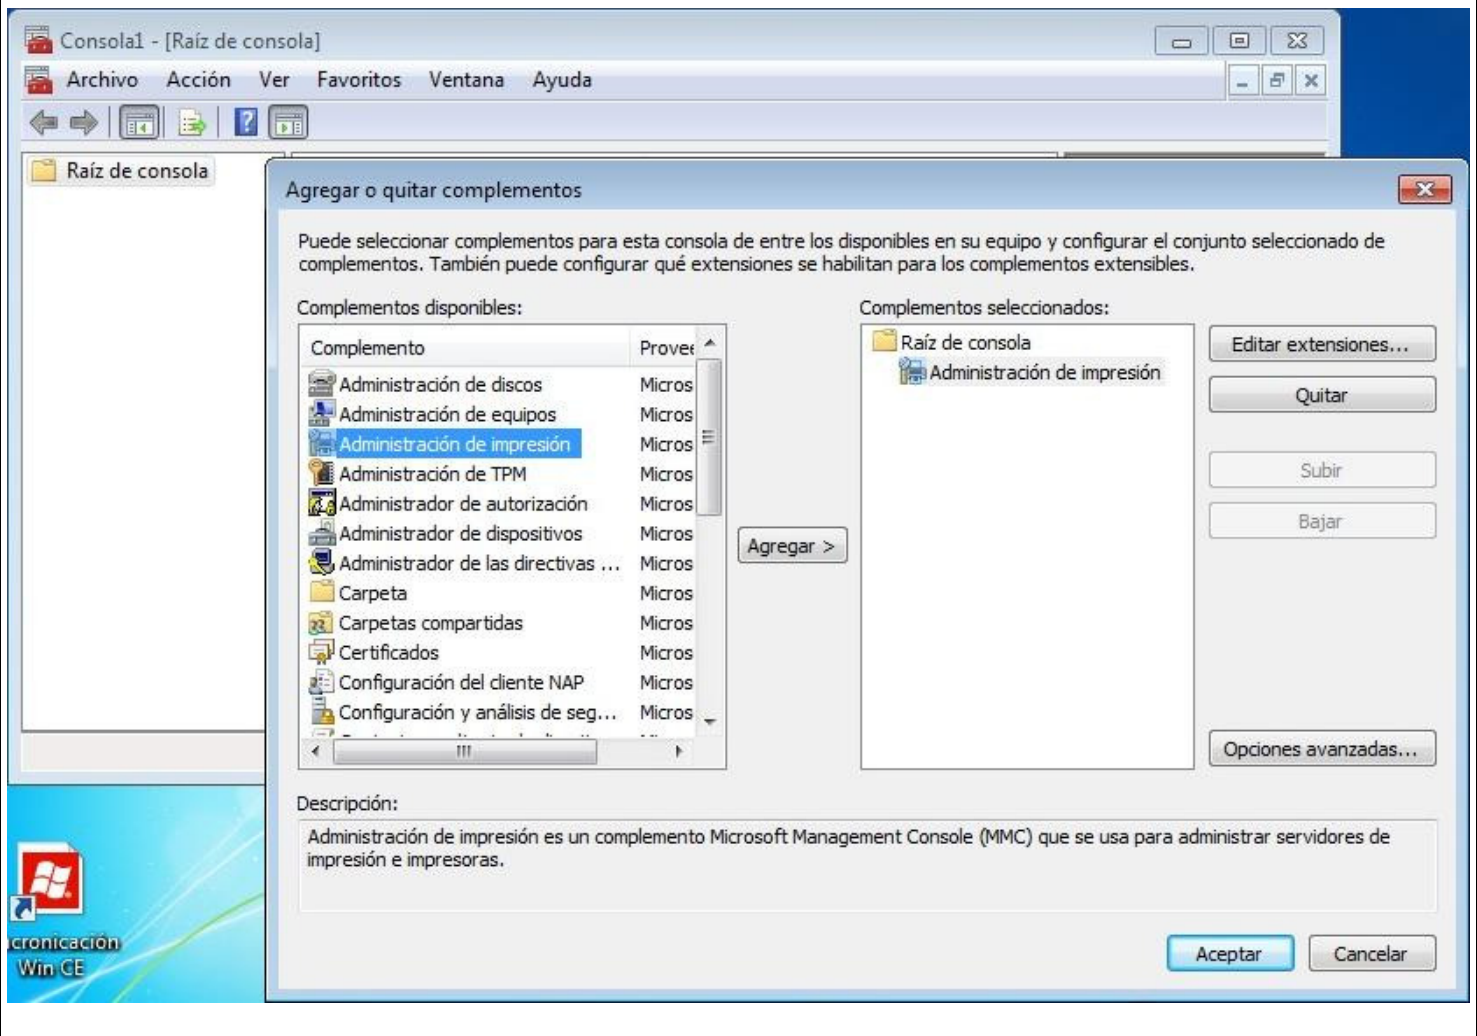 Consola1 - [Raíz de consola]
Archivo Acción Ver Favoritos Ventana Ayuda
Raíz de consola
Agregar o quitar complementos
Puede seleccionar complementos para esta consola de entre los disponibles en su equipo y configurar el conjunto seleccionado de
complementos. También puede configurar qué extensiones se habilitan para los complementos extensibles.
Complementos disponibles:
Complemento Provee
Administración de discos Micros
Administración de equipos Micros
Administración de impresión Micros
Administración de TPM Micros
Administrador de autorización Micros
Administrador de dispositivos Micros
Administrador de las directivas ... Micros
Carpeta Micros
Carpetas compartidas Micros
Certificados Micros
Configuración del cliente NAP Micros
Configuración y análisis de seg... Micros
Agregar >
Complementos seleccionados:
Raíz de consola
Administración de impresión
Editar extensiones...
Quitar
Subir
Bajar
Opciones avanzadas...
Descripción:
Administración de impresión es un complemento Microsoft Management Console (MMC) que se usa para administrar servidores de
impresión e impresoras.
Aceptar Cancelar
cronicación
Win CE